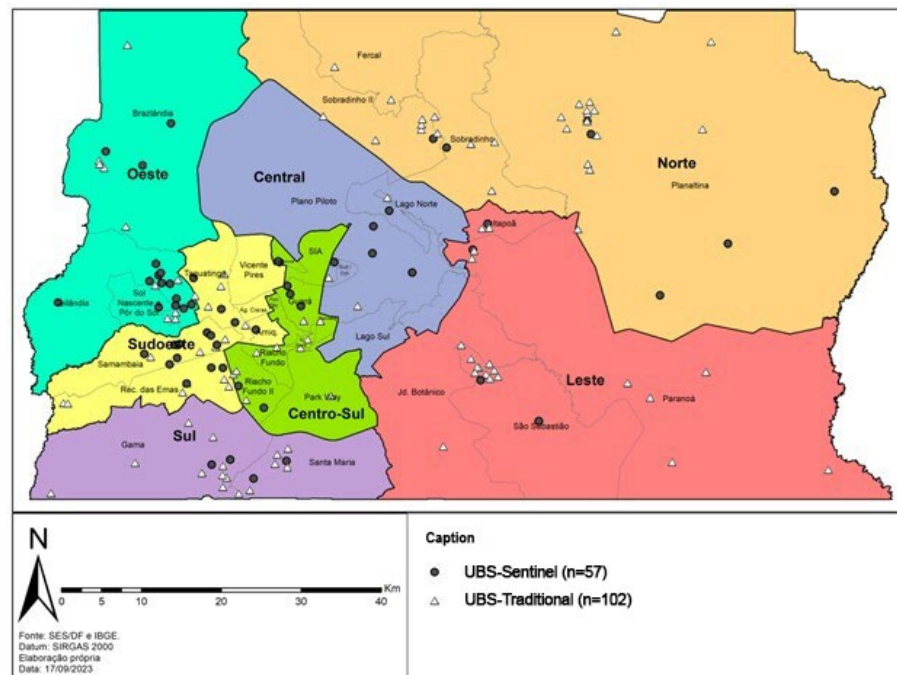 Fercal
Sobradinho II
Brazlândia
Sobradinho
Oeste
Central
Norte
Planaltina
Plano Piloto
Lago Norte
Itapoã
SIA
Taguatinga
Vicente
Pires
Guará
Sol
Nascente
Pôr do Sol
Ág. Claras
Lago Sul
Sudoeste
Samambaia
Riacho
Fundo
Leste
Rec. das Emas
Riacho
Fundo II
Jd. Botânico
Park Way
Paranoá
Centro-Sul
São Sebastião
Sul
Gama
Santa Maria
N
Km
0 5 10 20 30 40
Caption
UBS-Sentinel (n=57)
UBS-Traditional (n=102)
Fonte: SES/DF e IBGE.
Datum: SIRGAS 2000
Elaboração própria
Data: 17/09/2023